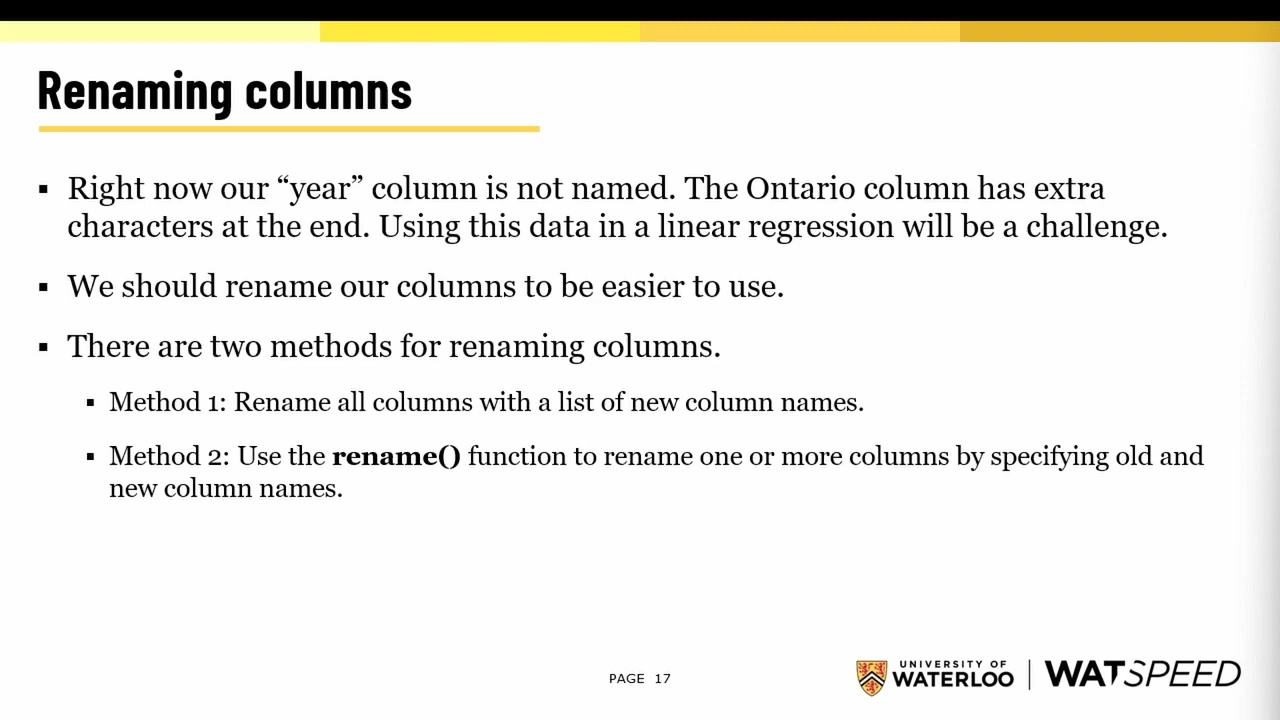 Renaming columns
▪ Right now our “year” column is not named. The Ontario column has extra
characters at the end. Using this data in a linear regression will be a challenge.
▪ We should rename our columns to be easier to use.
▪ There are two methods for renaming columns.
▪ Method 1: Rename all columns with a list of new column names.
▪ Method 2: Use the rename() function to rename one or more columns by specifying old and
new column names.
PAGE 17
UNIVERSITY OF
WATERLOO
WATSPEED